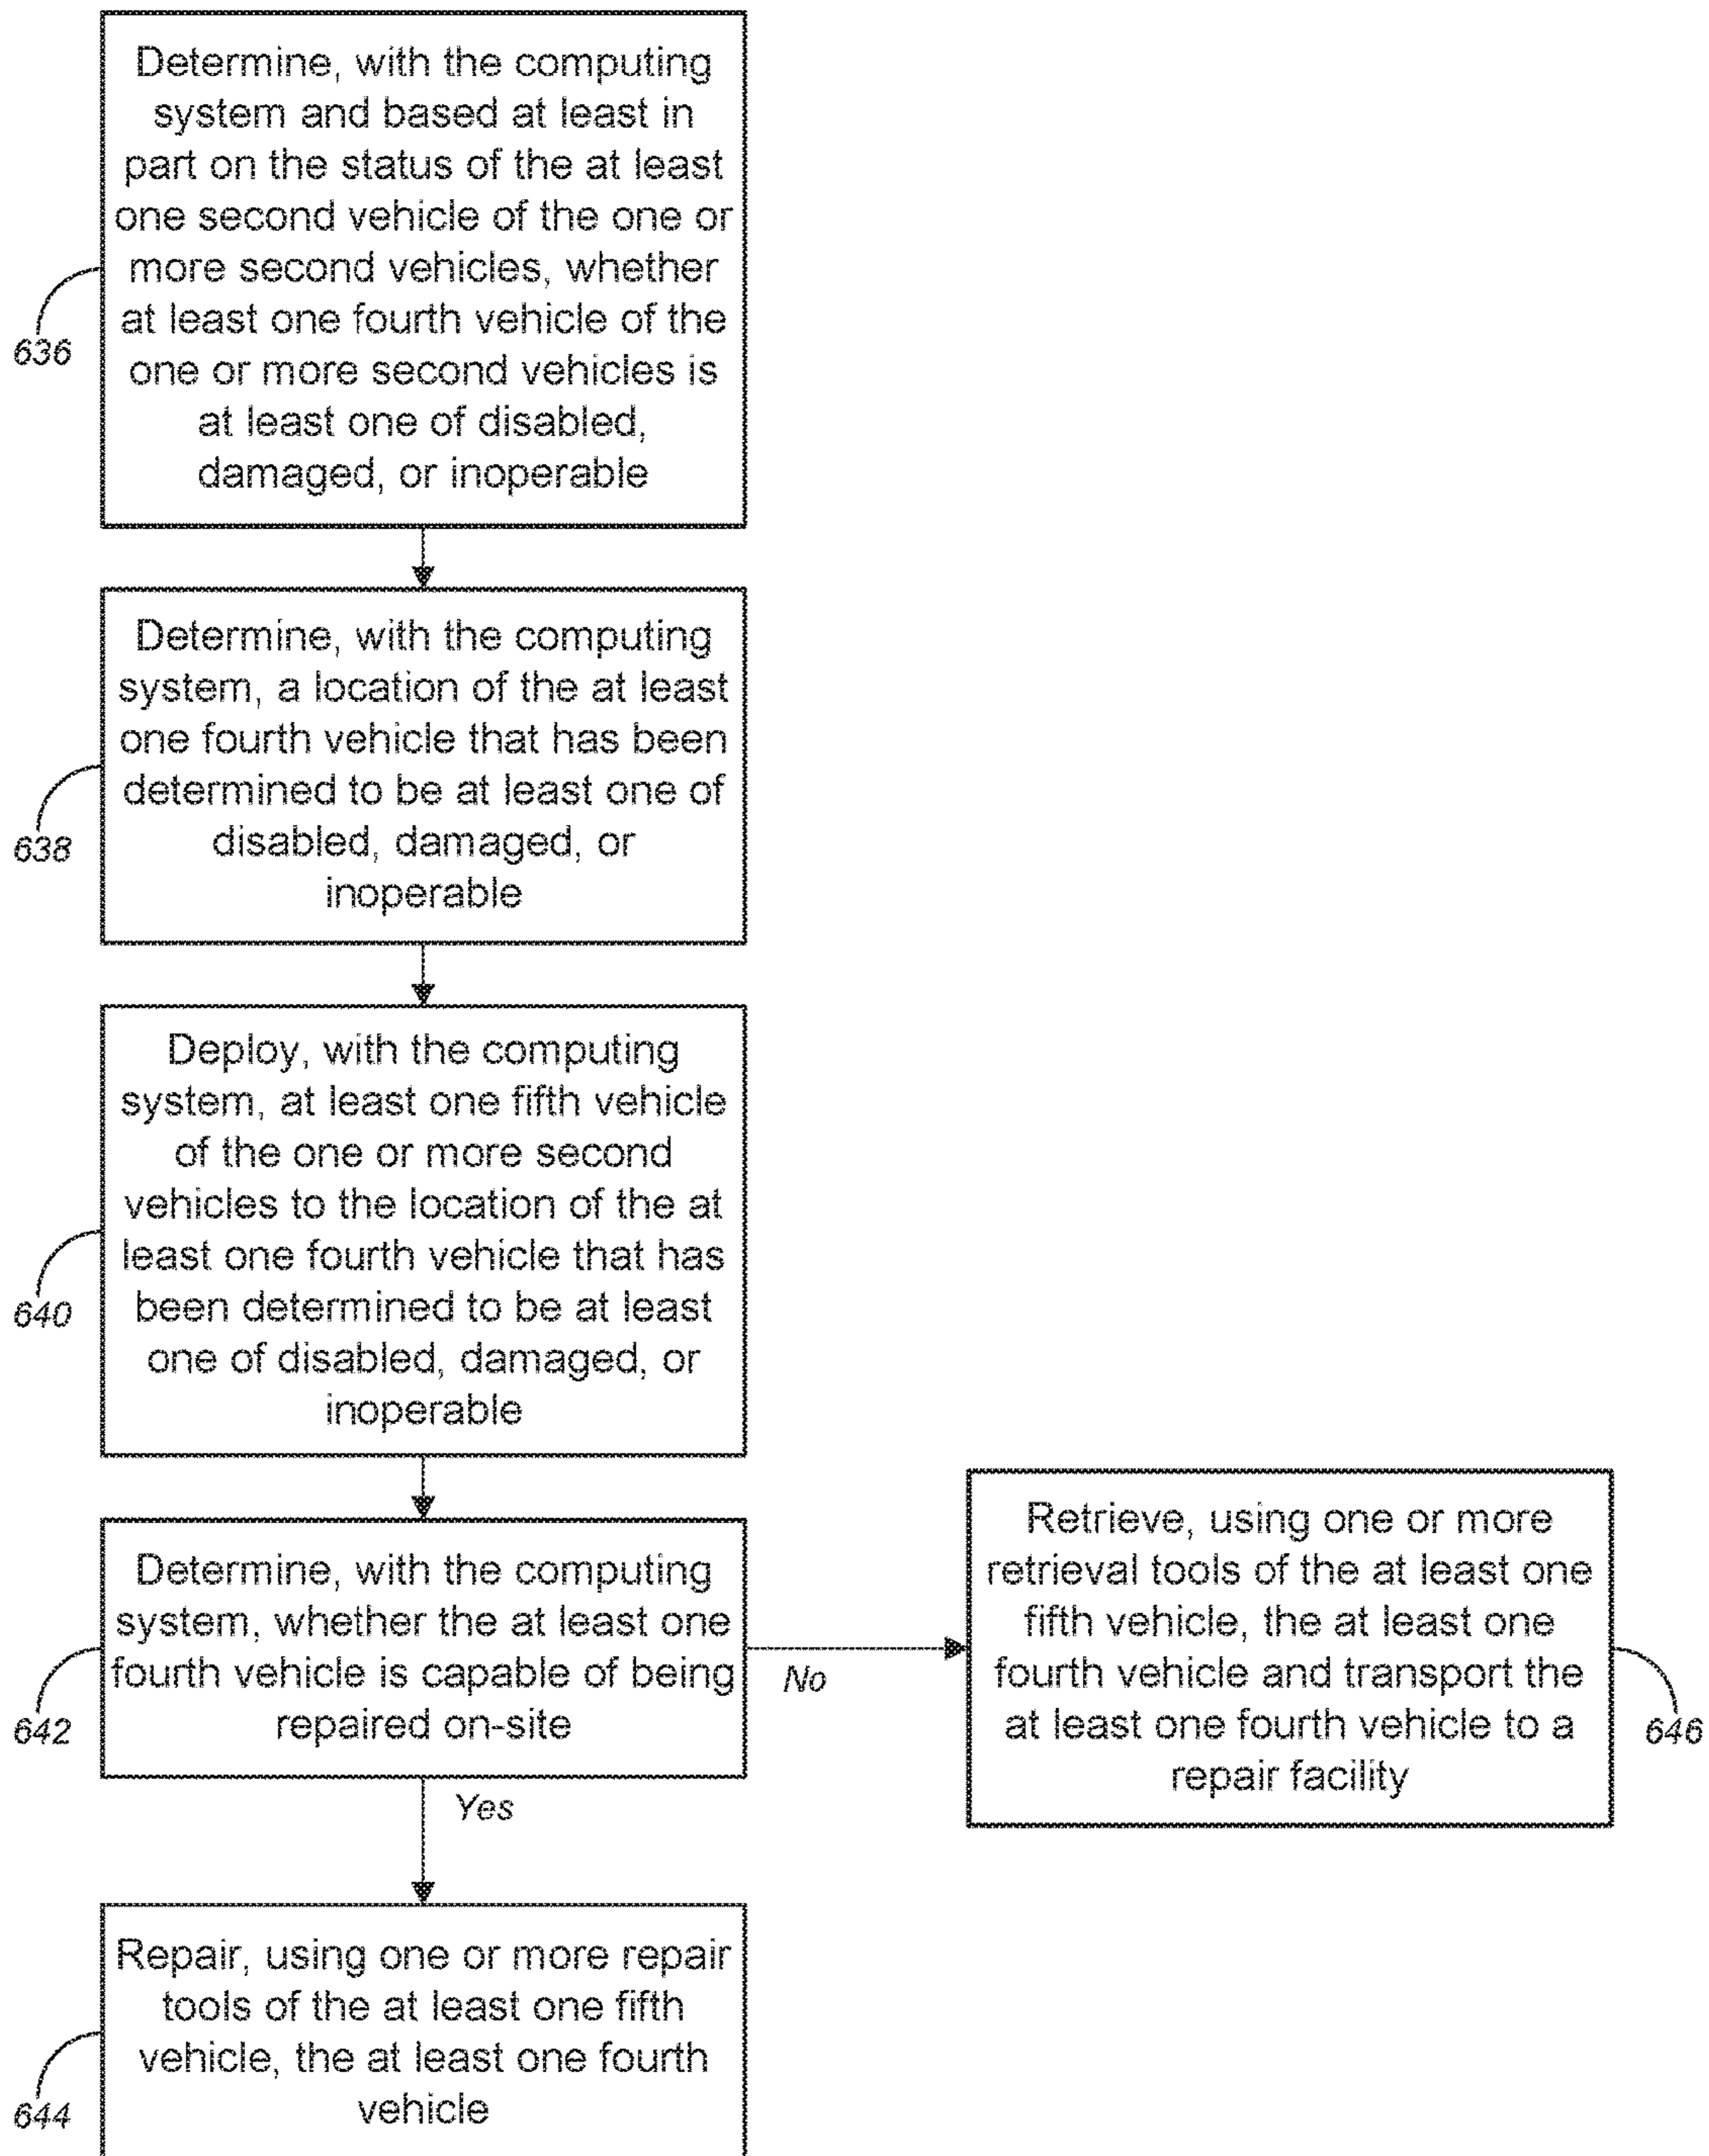 Determine, with the computing
system and based at least in
part on the status of the at least
one second vehicle of the one or
more second vehicles, whether
at least one fourth vehicle of the
one or more second vehicles is
at least one of disabled,
damaged, or inoperable
636
Determine, with the computing
system, a location of the at least
one fourth vehicle that has been
determined to be at least one of
disabled, damaged, or
inoperable
638
Deploy, with the computing
system, at least one fifth vehicle
of the one or more second
vehicles to the location of the at
least one fourth vehicle that has
been determined to be at least
one of disabled, damaged, or
inoperable
640
Determine, with the computing
system, whether the at least one
fourth vehicle is capable of being
repaired on-site
642
No
Retrieve, using one or more
retrieval tools of the at least one
fifth vehicle, the at least one
fourth vehicle and transport the
at least one fourth vehicle to a
repair facility
646
Yes
Repair, using one or more repair
tools of the at least one fifth
vehicle, the at least one fourth
vehicle
644